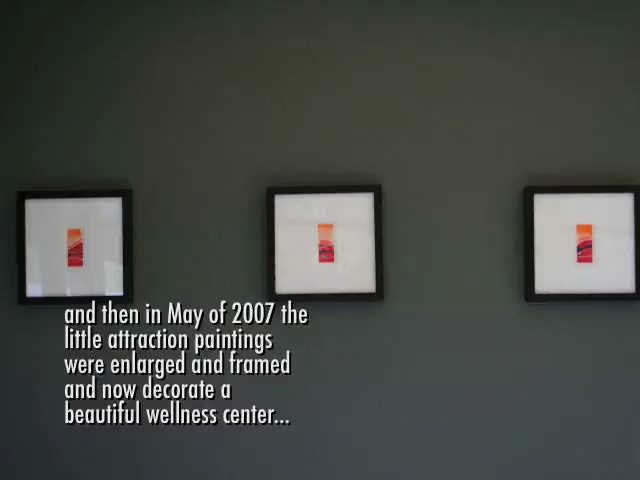 and then in May of 2007 the
little attraction paintings
were enlarged and framed
and now decorate a
beautiful wellness center...